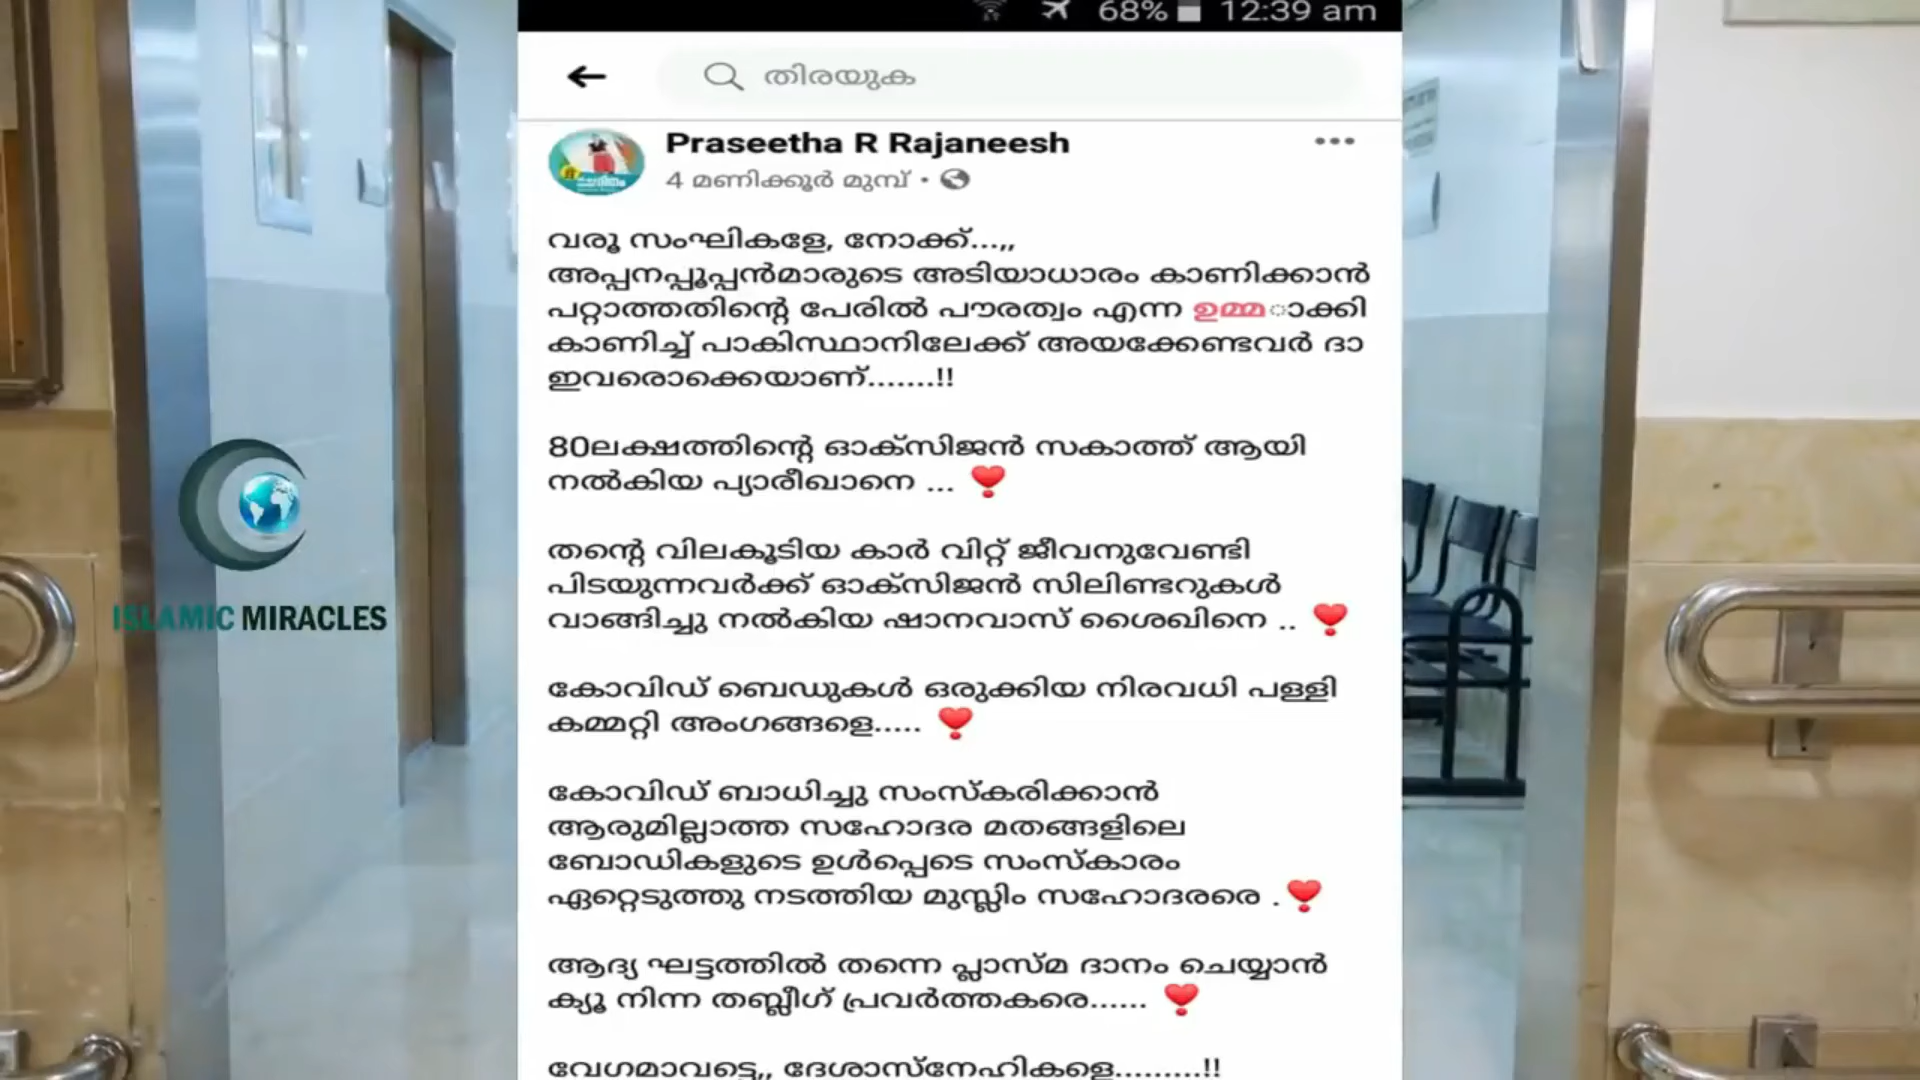 68% 12:39 am
തിരയുക
Praseetha R Rajaneesh
4 മണിക്കൂർ മുമ്പ് •
വരൂ സംഘികളേ, നോക്ക്...,,
അപ്പനപ്പൂപ്പൻമാരുടെ അടിയാധാരം കാണിക്കാൻ
പറ്റാത്തതിന്റെ പേരിൽ പൗരത്വം എന്ന ഉമ്മാക്കി
കാണിച്ച് പാകിസ്ഥാനിലേക്ക് അയക്കേണ്ടവർ ദാ
ഇവരൊക്കെയാണ്.......!!
80ലക്ഷത്തിന്റെ ഓക്സിജൻ സകാത്ത് ആയി
നൽകിയ പ്യാരീഖാനെ ... ❣
തന്റെ വിലകൂടിയ കാർ വിറ്റ് ജീവനുവേണ്ടി
പിടയുന്നവർക്ക് ഓക്സിജൻ സിലിണ്ടറുകൾ
വാങ്ങിച്ചു നൽകിയ ഷാനവാസ് ശൈഖിനെ .. ❣
കോവിഡ് ബെഡുകൾ ഒരുക്കിയ നിരവധി പള്ളി
കമ്മറ്റി അംഗങ്ങളെ..... ❣
കോവിഡ് ബാധിച്ചു സംസ്കരിക്കാൻ
ആരുമില്ലാത്ത സഹോദര മതങ്ങളിലെ
ബോഡികളുടെ ഉൾപ്പെടെ സംസ്കാരം
ഏറ്റെടുത്തു നടത്തിയ മുസ്ലിം സഹോദരരെ .❣
ആദ്യ ഘട്ടത്തിൽ തന്നെ പ്ലാസ്മ ദാനം ചെയ്യാൻ
ക്യൂ നിന്ന തബ്ലീഗ് പ്രവർത്തകരെ...... ❣
വേഗമാവട്ടെ,, ദേശാസ്നേഹികളെ.........!!
ISLAMIC MIRACLES